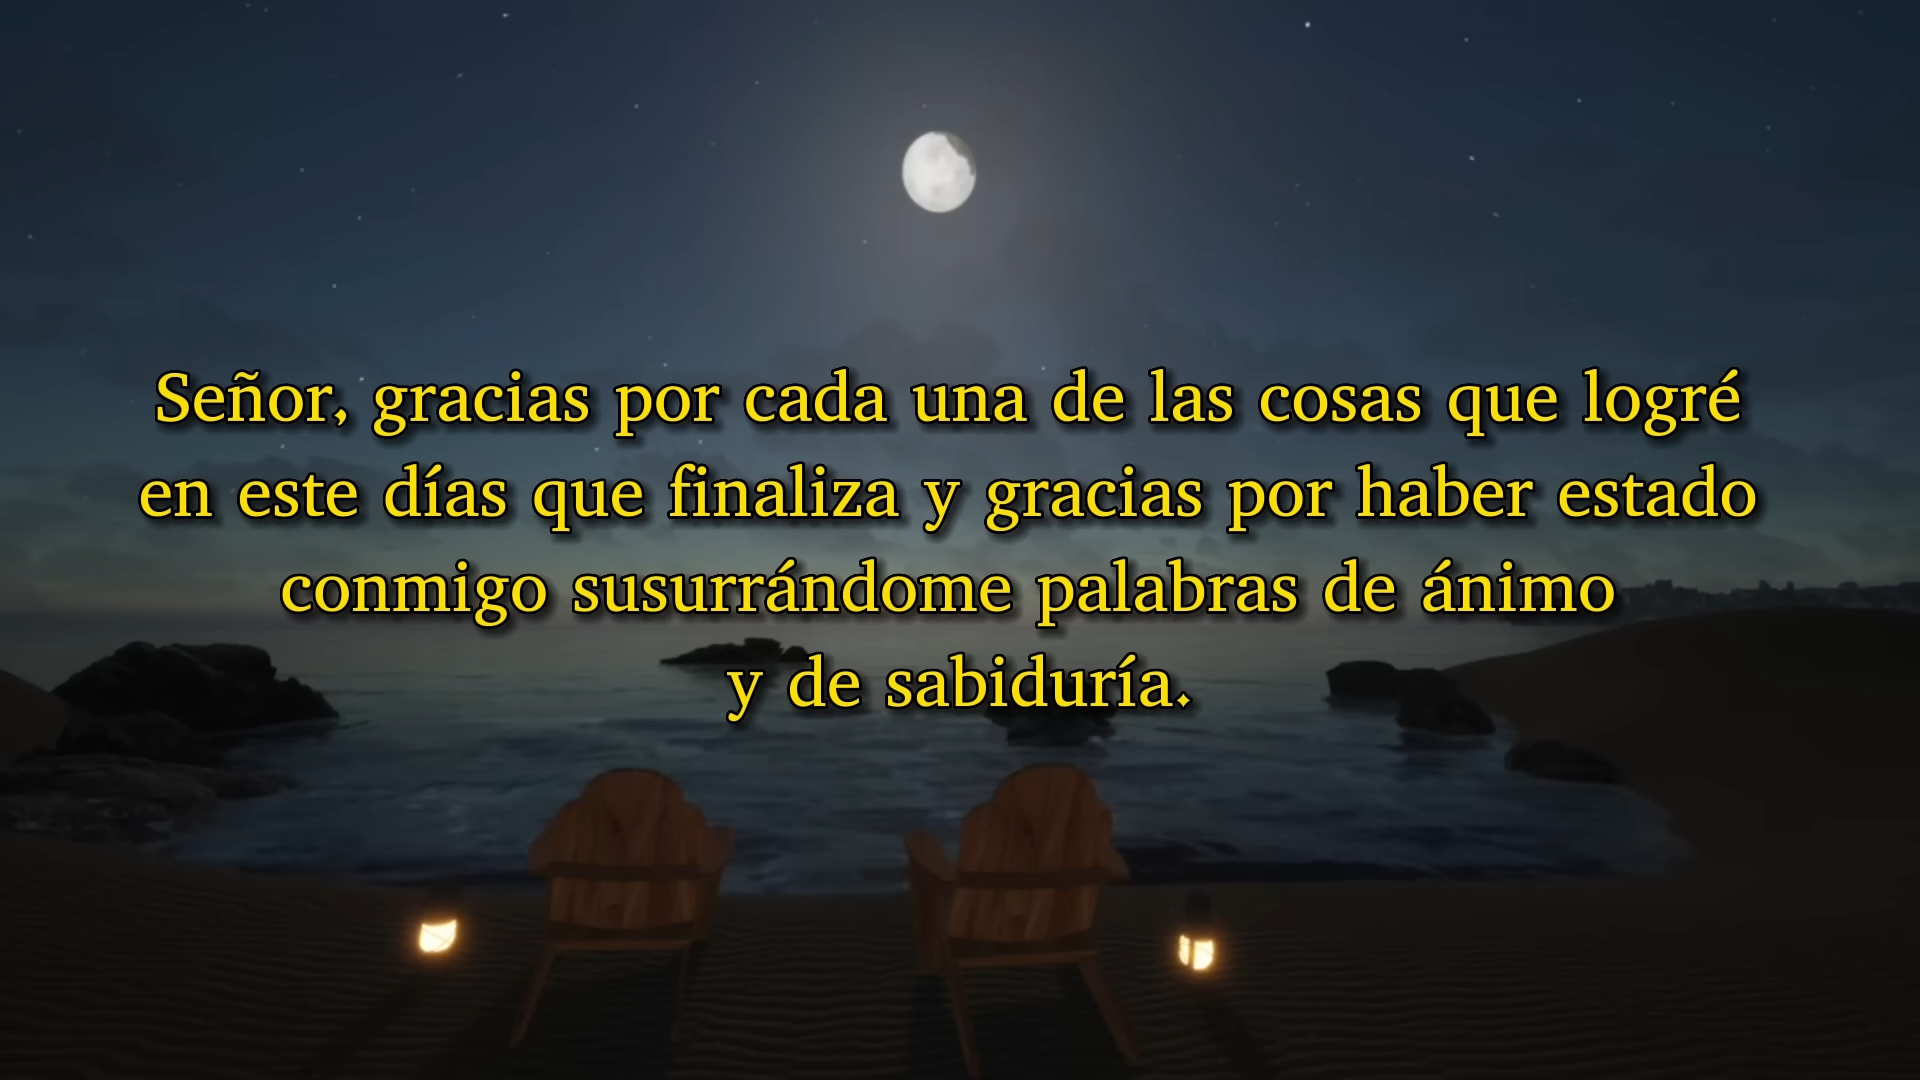 Señor, gracias por cada una de las cosas que logré
en este días que finaliza y gracias por haber estado
conmigo susurrándome palabras de ánimo
y de sabiduría.